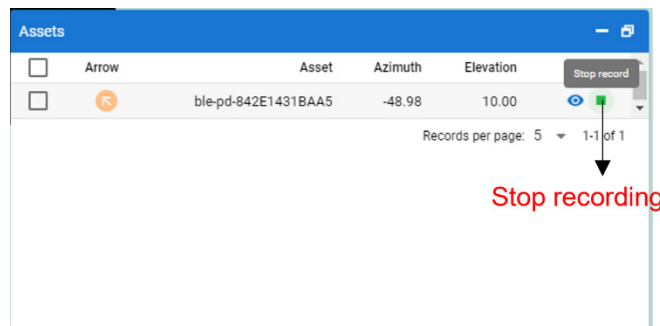 Assets
Arrow Asset Azimuth Elevation
Stop record
ble-pd-842E1431BAA5 -48.98 10.00
Records per page: 5 1-1 of 1
Stop recording